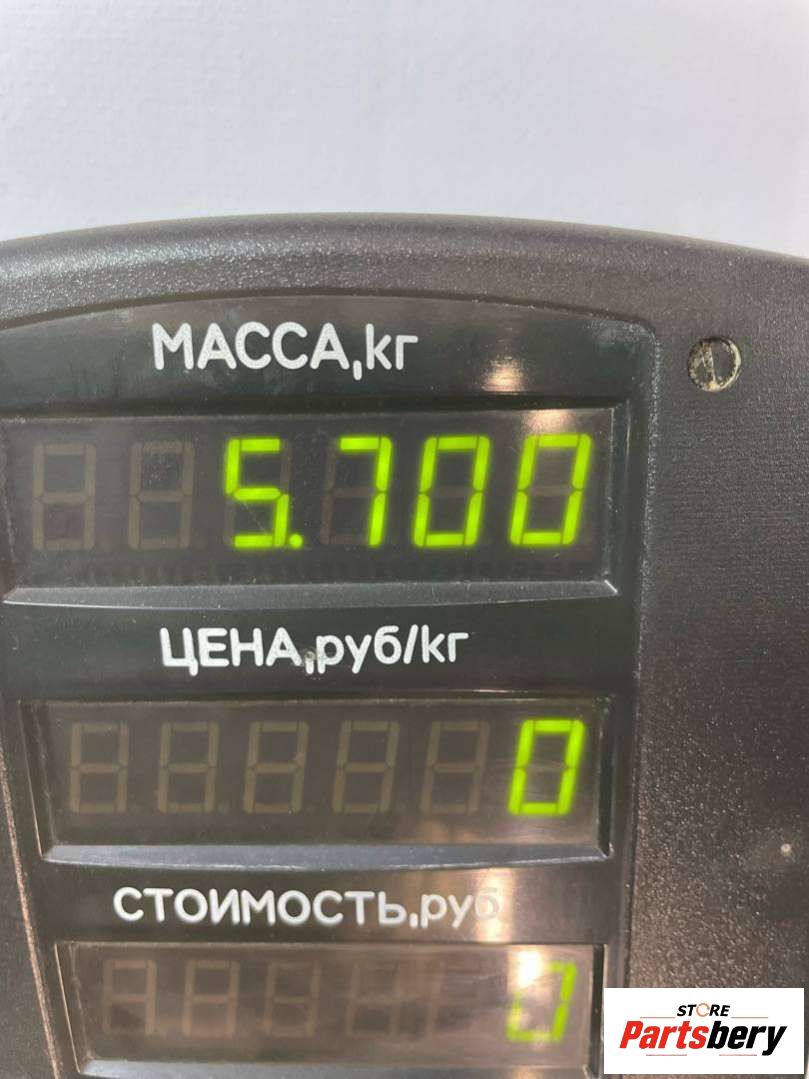 МАССА,кг
5.700
ЦЕНА,руб/кг
0
СТОИМОСТЬ,руб
0
STORE
Partsbery